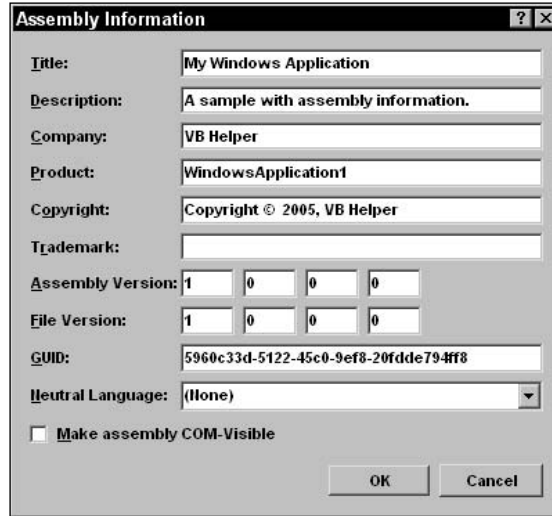 Assembly Information
Title: My Windows Application
Description: A sample with assembly information.
Company: VB Helper
Product: WindowsApplication1
Copyright: Copyright © 2005, VB Helper
Trademark:
Assembly Version: 1 0 0 0
File Version: 1 0 0 0
GUID: 5960c33d-5122-45c0-9ef8-20fdde794ff8
Neutral Language: (None)
Make assembly COM-Visible
OK Cancel